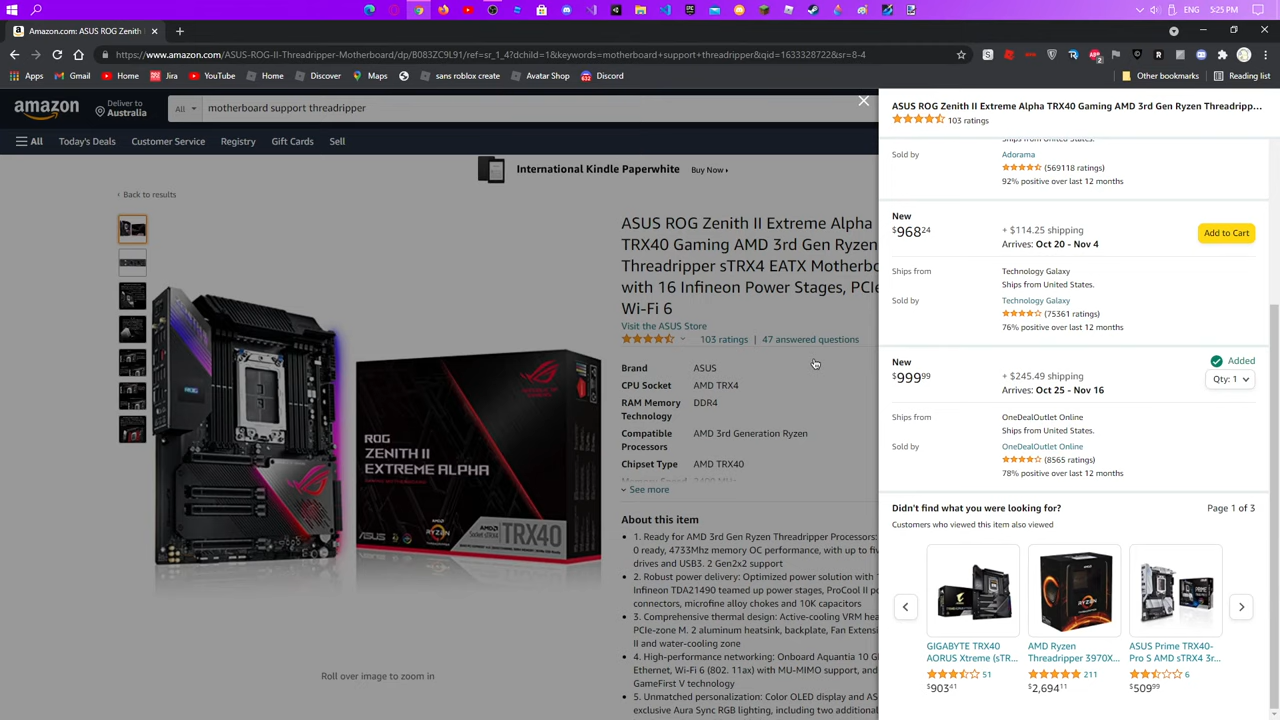 ENG 5:25 PM
Amazon.com: ASUS ROG Zenith
https://www.amazon.com/ASUS-ROG-II-Threadripper-Motherboard/dp/B083ZC9L91/ref=sr_1_4?dchild=1&keywords=motherboard+support+threadripper&qid=1633328722&sr=8-4
Apps Gmail Home Jira YouTube Home Discover Maps sans roblox create Avatar Shop Discord Other bookmarks Reading list
amazon
Deliver to
Australia
All motherboard support threadripper
All Today's Deals Customer Service Registry Gift Cards Sell
International Kindle Paperwhite Buy Now ›
‹ Back to results
ASUS ROG Zenith II Extreme Alpha
TRX40 Gaming AMD 3rd Gen Ryzen
Threadripper sTRX4 EATX Motherbo
with 16 Infineon Power Stages, PCIe
Wi-Fi 6
Visit the ASUS Store
103 ratings | 47 answered questions
Brand ASUS
CPU Socket AMD TRX4
RAM Memory Technology DDR4
Compatible Processors AMD 3rd Generation Ryzen
Chipset Type AMD TRX40
See more
About this item
1. Ready for AMD 3rd Gen Ryzen Threadripper Processors:
0 ready, 4733Mhz memory OC performance, with up to fiv
drives and USB3. 2 Gen2x2 support
2. Robust power delivery: Optimized power solution with 1
Infineon TDA21490 teamed up power stages, ProCool II po
connectors, microfine alloy chokes and 10K capacitors
3. Comprehensive thermal design: Active-cooling VRM hea
PCIe-zone M. 2 aluminum heatsink, backplate, Fan Extensi
II and water-cooling zone
4. High-performance networking: Onboard Aquantia 10 G
Ethernet, Wi-Fi 6 (802. 11ax) with MU-MIMO support, and
GameFirst V technology
5. Unmatched personalization: Color OLED display and AS
exclusive Aura Sync RGB lighting, including two additional
ROG
ZENITH II
EXTREME ALPHA
AMD
RYZEN
TRX40
Roll over image to zoom in
ASUS ROG Zenith II Extreme Alpha TRX40 Gaming AMD 3rd Gen Ryzen Threadripp...
103 ratings
Ships from United States.
Sold by Adorama
(569118 ratings)
92% positive over last 12 months
New
$968 24 + $114.25 shipping Add to Cart
Arrives: Oct 20 - Nov 4
Ships from Technology Galaxy
Ships from United States.
Sold by Technology Galaxy
(75361 ratings)
76% positive over last 12 months
New Added
$999 99 + $245.49 shipping Qty: 1
Arrives: Oct 25 - Nov 16
Ships from OneDealOutlet Online
Ships from United States.
Sold by OneDealOutlet Online
(8565 ratings)
78% positive over last 12 months
Didn't find what you were looking for? Page 1 of 3
Customers who viewed this item also viewed
GIGABYTE TRX40 AORUS Xtreme (sTR...
51
$903 41
AMD Ryzen Threadripper 3970X...
211
$2,694 11
ASUS Prime TRX40-Pro S AMD sTRX4 3r...
6
$509 99